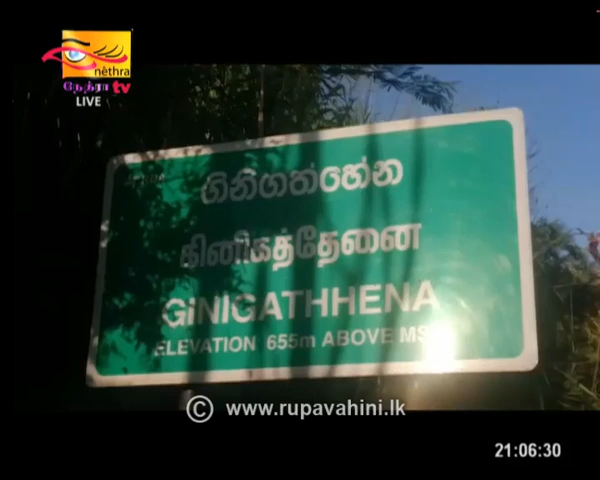 nēthra
நேத்ரா tv
LIVE
ගිනිගත්හේන
கினிகத்தேனை
GINIGATHHENA
ELEVATION 655m ABOVE
© www.rupavahini.lk
21:06:30